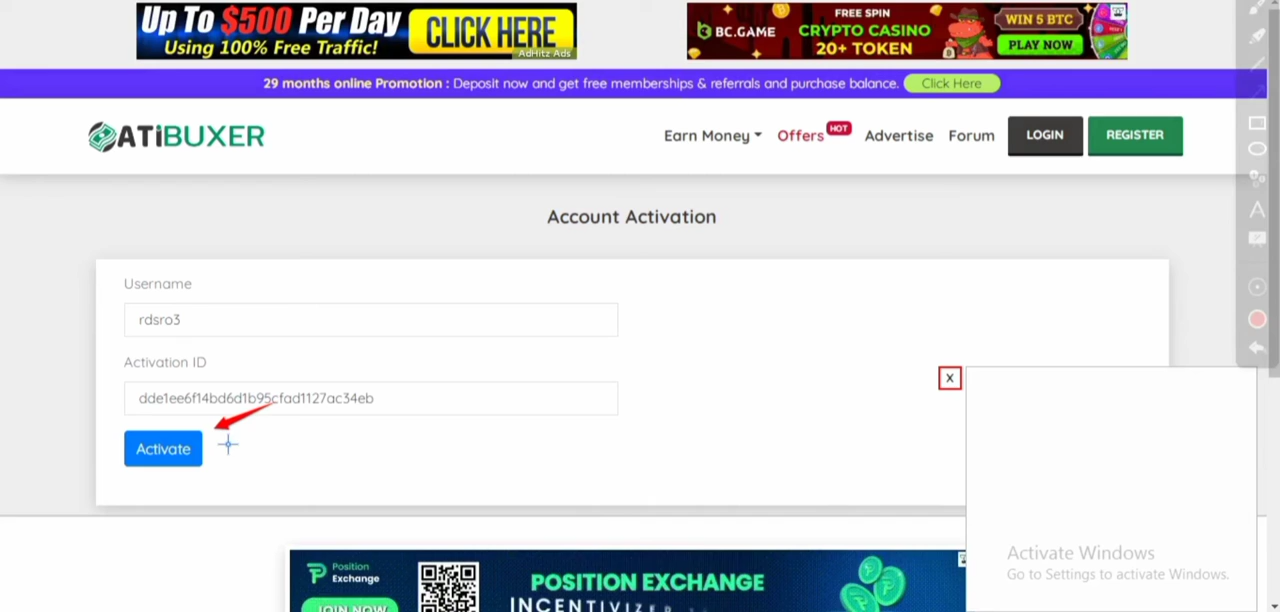 Up To $500 Per Day
Using 100% Free Traffic!
CLICK HERE
AdHitz Ads
BC.GAME
FREE SPIN
CRYPTO CASINO
20+ TOKEN
WIN 5 BTC
PLAY NOW
29 months online Promotion : Deposit now and get free memberships & referrals and purchase balance.
Click Here
ATiBUXER
Earn Money
Offers
HOT
Advertise
Forum
LOGIN
REGISTER
Account Activation
Username
rdsro3
Activation ID
dde1ee6f14bd6d1b95cfad1127ac34eb
Activate
X
Activate Windows
Go to Settings to activate Windows.
Position
Exchange
JOIN NOW
POSITION EXCHANGE
INCENTIVIZED